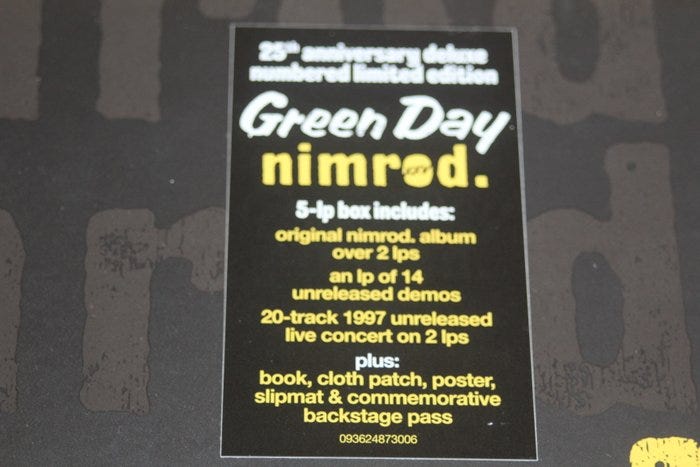 25th anniversary deluxe
numbered limited edition
Green Day
nimrod.
5-lp box includes:
original nimrod. album
over 2 lps
an lp of 14
unreleased demos
20-track 1997 unreleased
live concert on 2 lps
plus:
book, cloth patch, poster,
slipmat & commemorative
backstage pass
093624873006